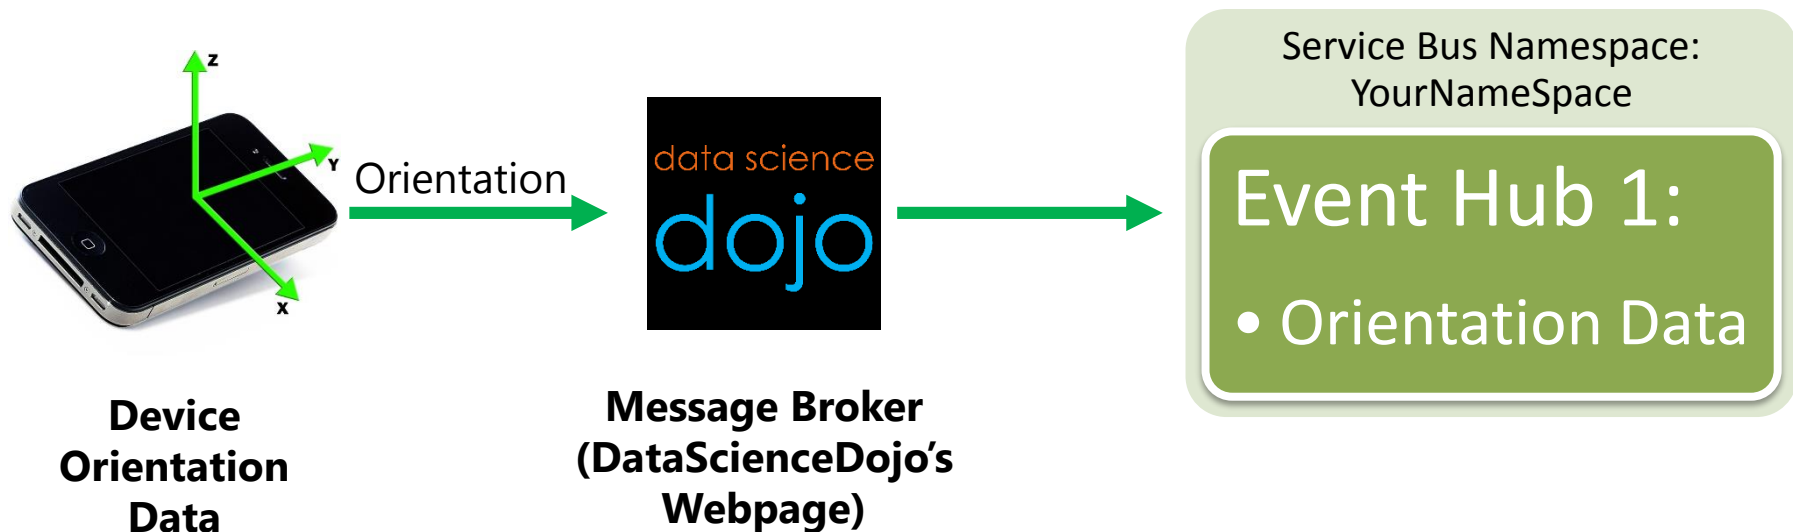 Z
Y
X
Device
Orientation
Data
Orientation
data science
dojo
Message Broker
(DataScienceDojo’s
Webpage)
Service Bus Namespace:
YourNameSpace
Event Hub 1:
• Orientation Data